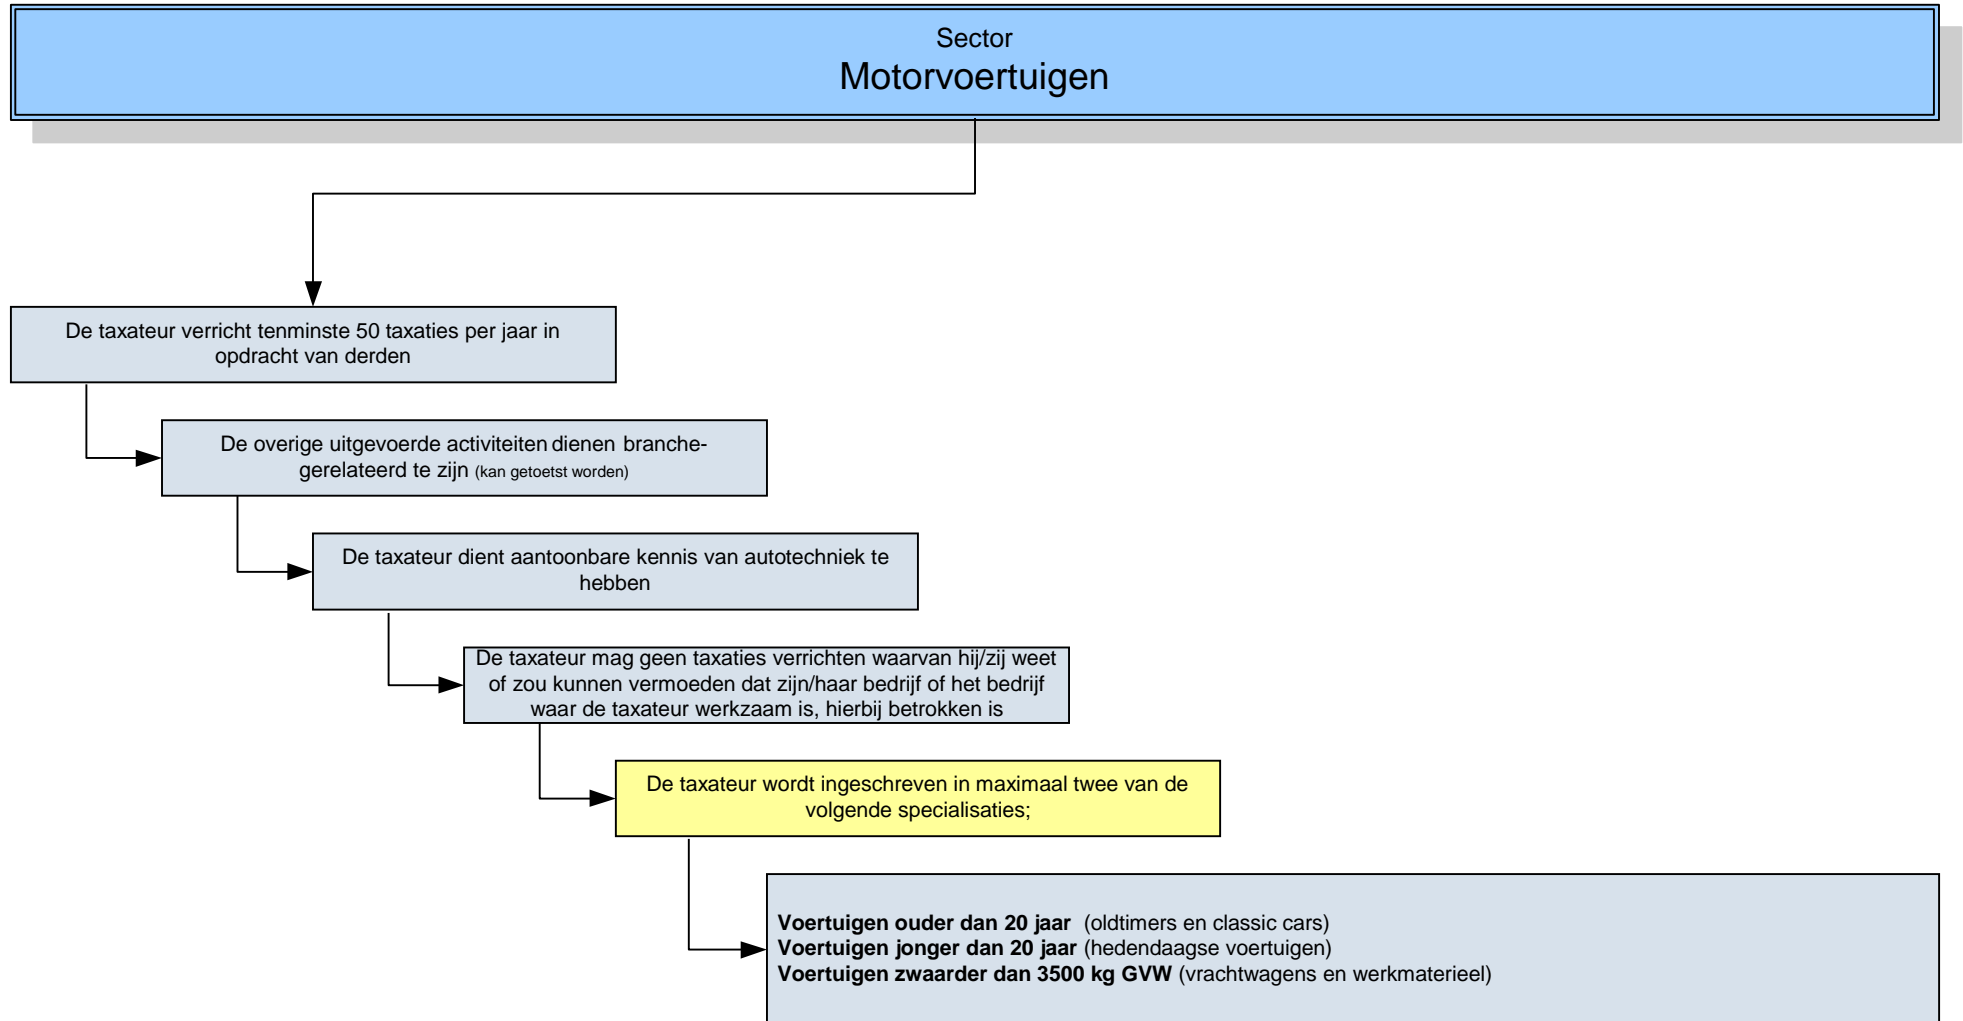 Sector
Motorvoertuigen
De taxateur verricht tenminste 50 taxaties per jaar in
opdracht van derden
De overige uitgevoerde activiteiten dienen branche-
gerelateerd te zijn (kan getoetst worden)
De taxateur dient aantoonbare kennis van autotechniek te
hebben
De taxateur mag geen taxaties verrichten waarvan hij/zij weet
of zou kunnen vermoeden dat zijn/haar bedrijf of het bedrijf
waar de taxateur werkzaam is, hierbij betrokken is
De taxateur wordt ingeschreven in maximaal twee van de
volgende specialisaties;
Voertuigen ouder dan 20 jaar (oldtimers en classic cars)
Voertuigen jonger dan 20 jaar (hedendaagse voertuigen)
Voertuigen zwaarder dan 3500 kg GVW (vrachtwagens en werkmaterieel)